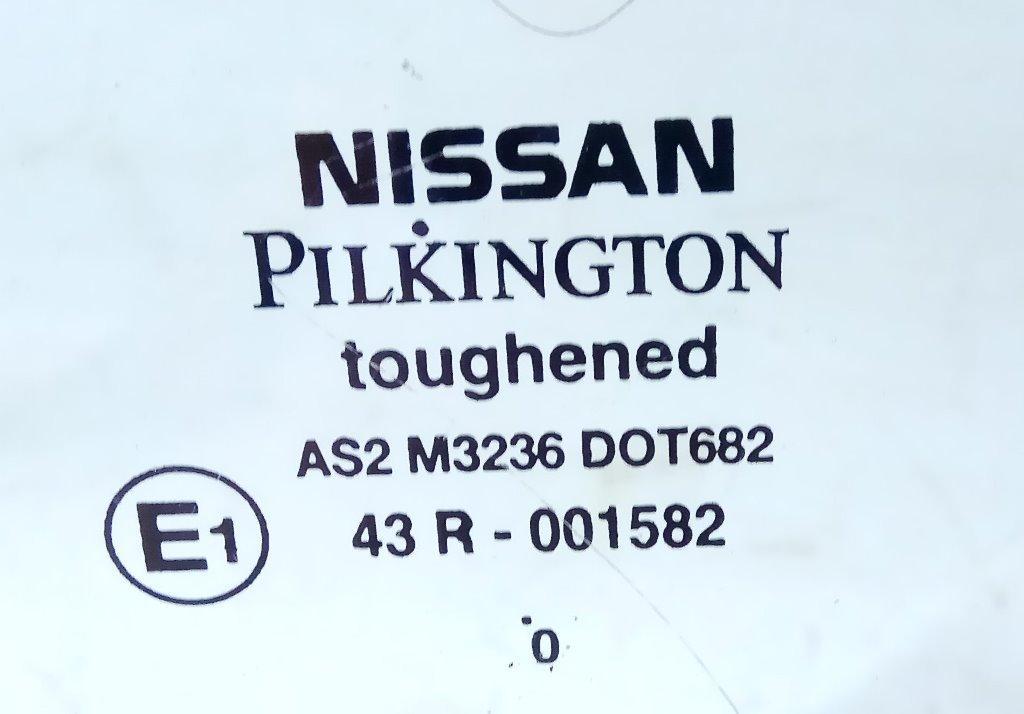 NISSAN
PILKINGTON
toughened
AS2 M3236 DOT682
E1
43 R - 001582
0